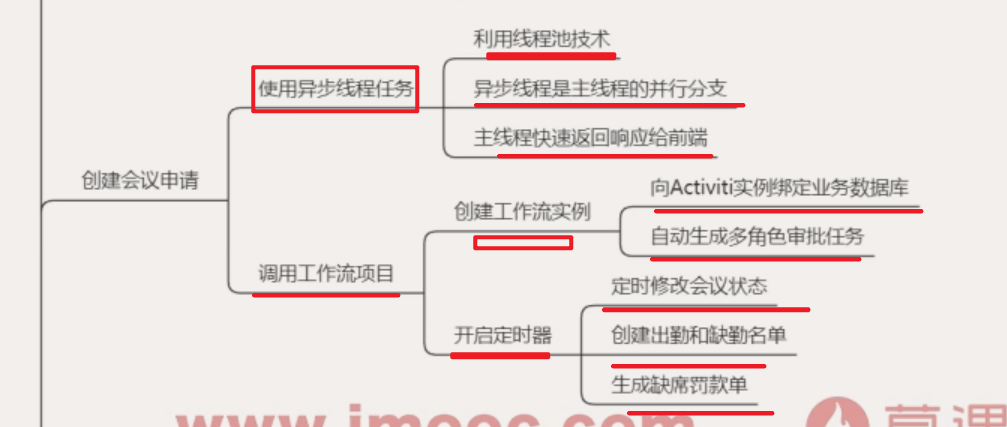 利用线程池技术
使用异步线程任务
异步线程是主线程的并行分支
主线程快速返回响应给前端
创建会议申请
向Activiti实例绑定业务数据库
创建工作流实例
自动生成多角色审批任务
调用工作流项目
定时修改会议状态
开启定时器
创建出勤和缺勤名单
生成缺席罚款单
www.imooc.com
慕课